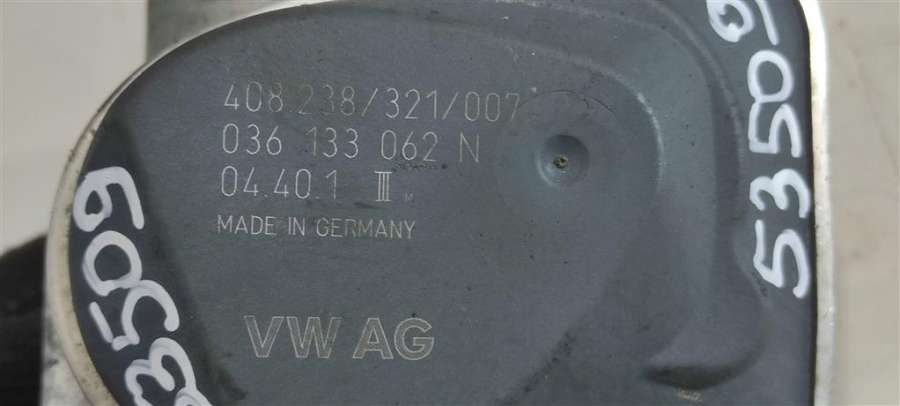 408 238/321/007
036 133 062 N
04.40.1 III M
MADE IN GERMANY
VW AG
53509
53509